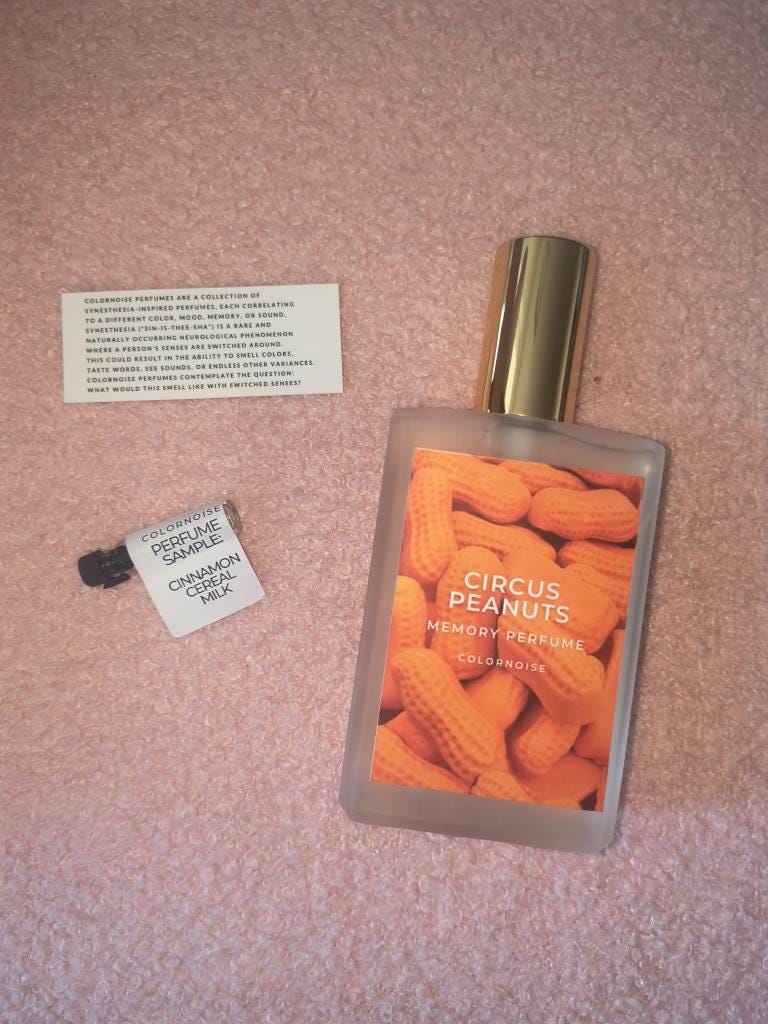 COLORNOISE PERFUMES ARE A COLLECTION OF
SYNESTHESIA-INSPIRED PERFUMES, EACH CORRELATING
TO A DIFFERENT COLOR, MOOD, MEMORY, OR SOUND.
SYNESTHESIA ("SIN-IS-THEE-SHA") IS A RARE AND
NATURALLY OCCURRING NEUROLOGICAL PHENOMENON
WHERE A PERSON'S SENSES ARE SWITCHED AROUND.
THIS COULD RESULT IN THE ABILITY TO SMELL COLORS,
TASTE WORDS, SEE SOUNDS, OR ENDLESS OTHER VARIANCES.
COLORNOISE PERFUMES CONTEMPLATE THE QUESTION:
WHAT WOULD THIS SMELL LIKE WITH SWITCHED SENSES?
COLORNOISE
PERFUME
SAMPLE:
CINNAMON
CEREAL
MILK
CIRCUS
PEANUTS
MEMORY PERFUME
COLORNOISE